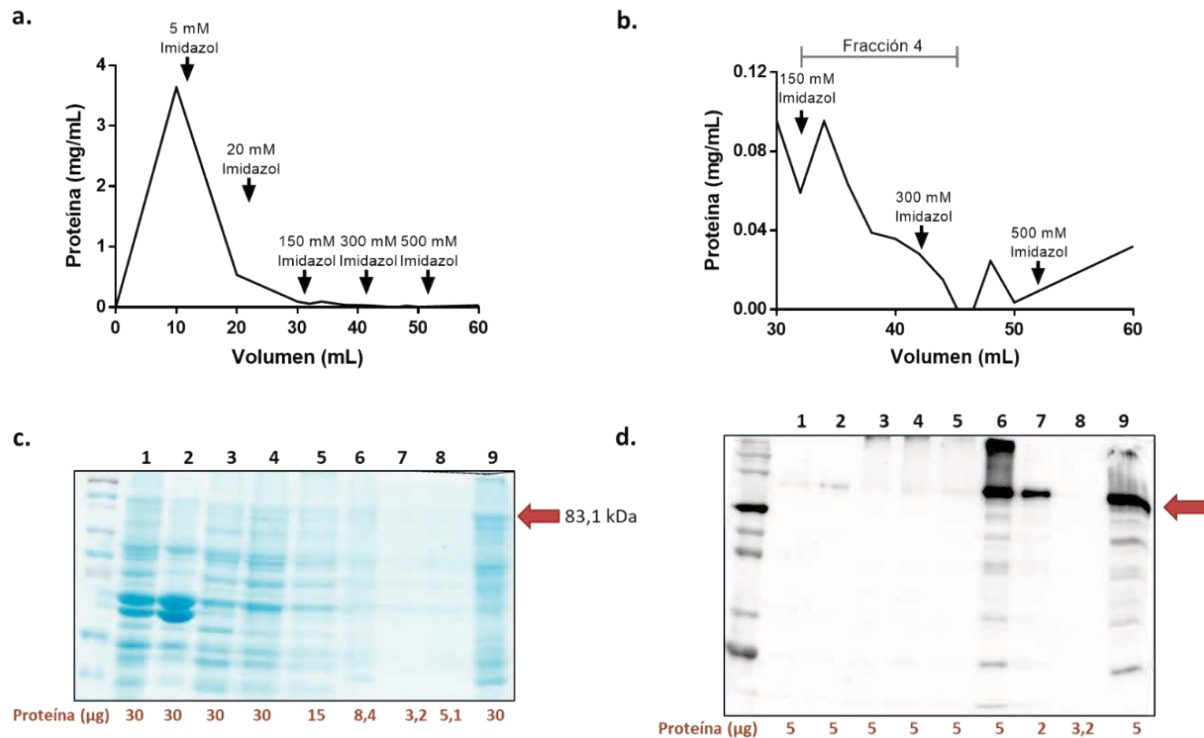 a.
5 mM
Imidazol
20 mM
Imidazol
150 mM 300 mM 500 mM
Imidazol Imidazol Imidazol
Proteína (mg/mL)
4
3
2
1
0
0 10 20 30 40 50 60
Volumen (mL)
b.
Fracción 4
150 mM
Imidazol
300 mM
Imidazol
500 mM
Imidazol
Proteína (mg/mL)
0.12
0.08
0.04
0.00
30 40 50 60
Volumen (mL)
c.
1 2 3 4 5 6 7 8 9
83,1 kDa
Proteína (µg) 30 30 30 30 15 8,4 3,2 5,1 30
d.
1 2 3 4 5 6 7 8 9
Proteína (µg) 5 5 5 5 5 5 2 3,2 5